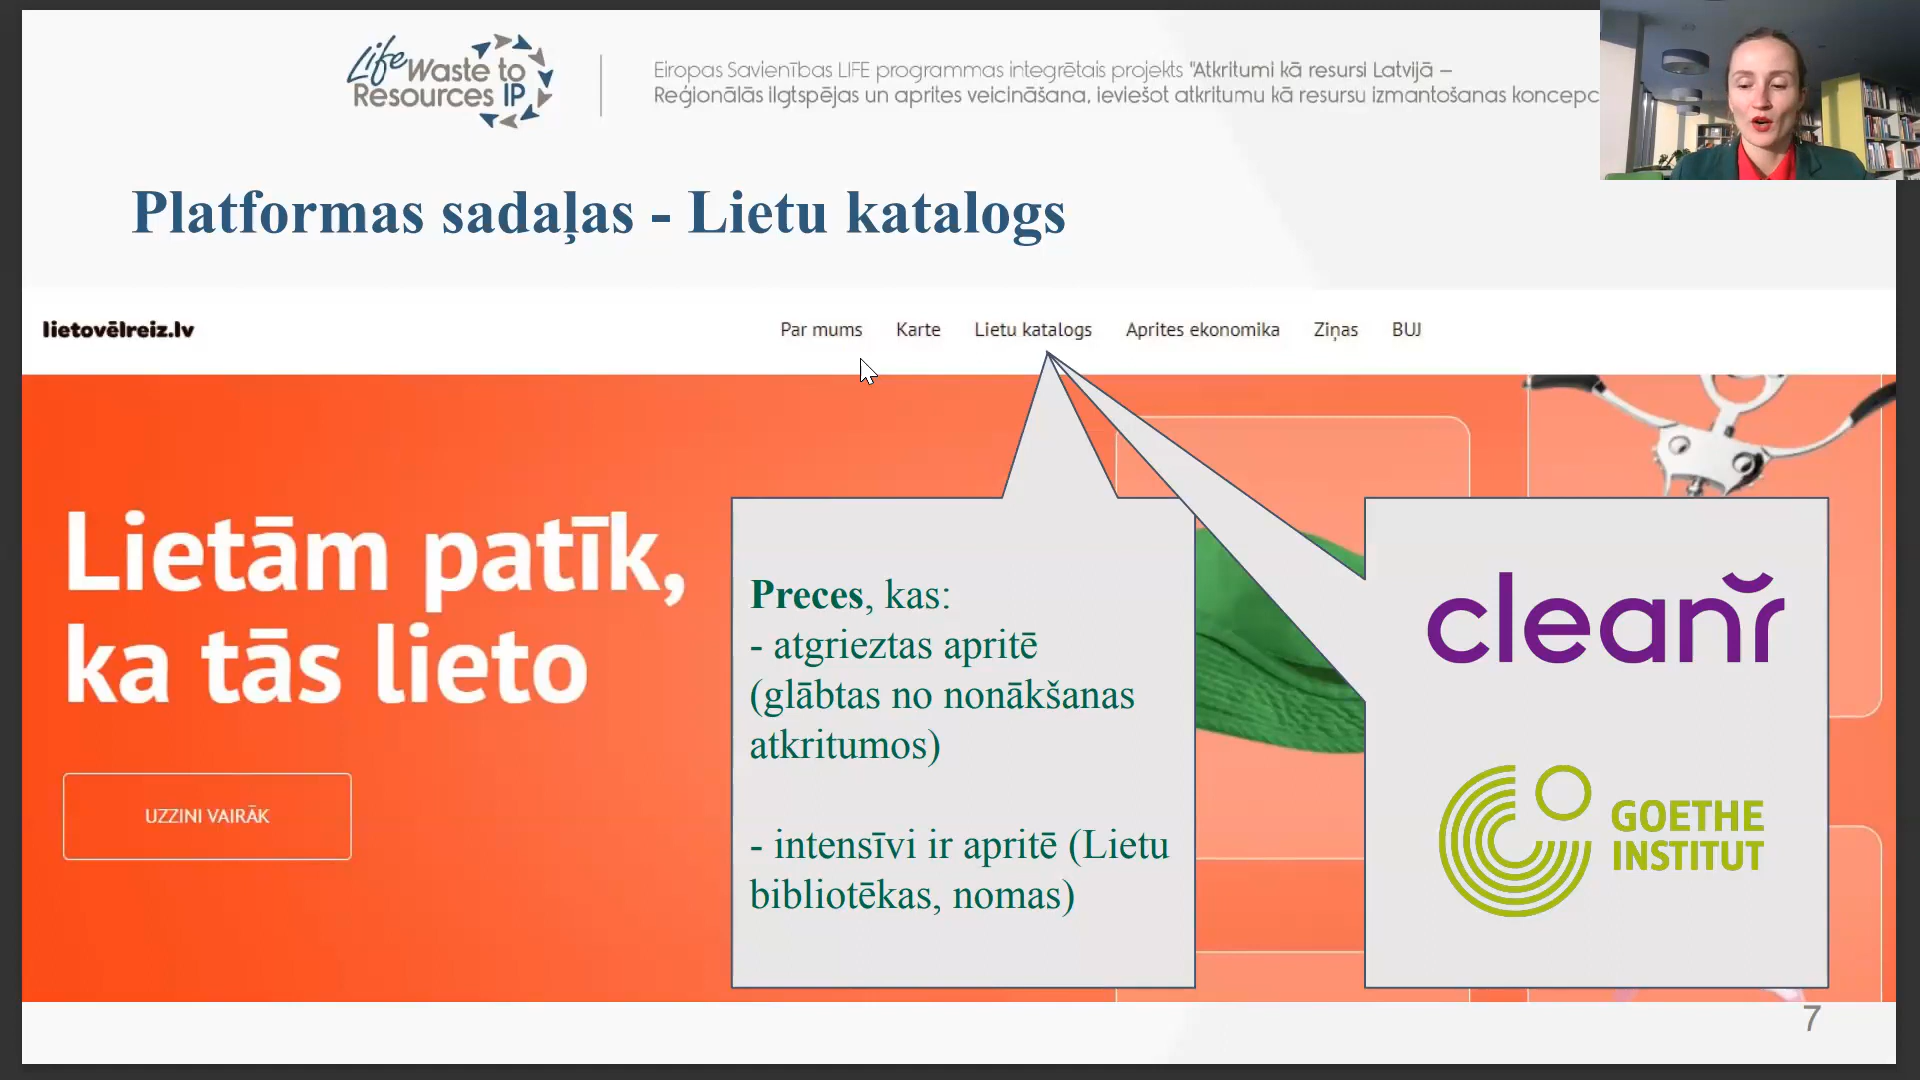 Life Waste to
Resources IP
Eiropas Savienības LIFE programmas integrētais projekts "Atkritumi kā resursi Latvijā –
Reģionālās ilgtspējas un aprites veicināšana, ieviešot atkritumu kā resursu izmantošanas koncepc
Platformas sadaļas - Lietu katalogs
lietovēlreiz.lv
Par mums
Karte
Lietu katalogs
Aprites ekonomika
Ziņas
BUJ
Lietām patīk,
ka tās lieto
UZZINI VAIRĀK
Preces, kas:
- atgrieztas apritē
(glābtas no nonākšanas
atkritumos)
- intensīvi ir apritē (Lietu
bibliotēkas, nomas)
cleanr
GOETHE
INSTITUT
7